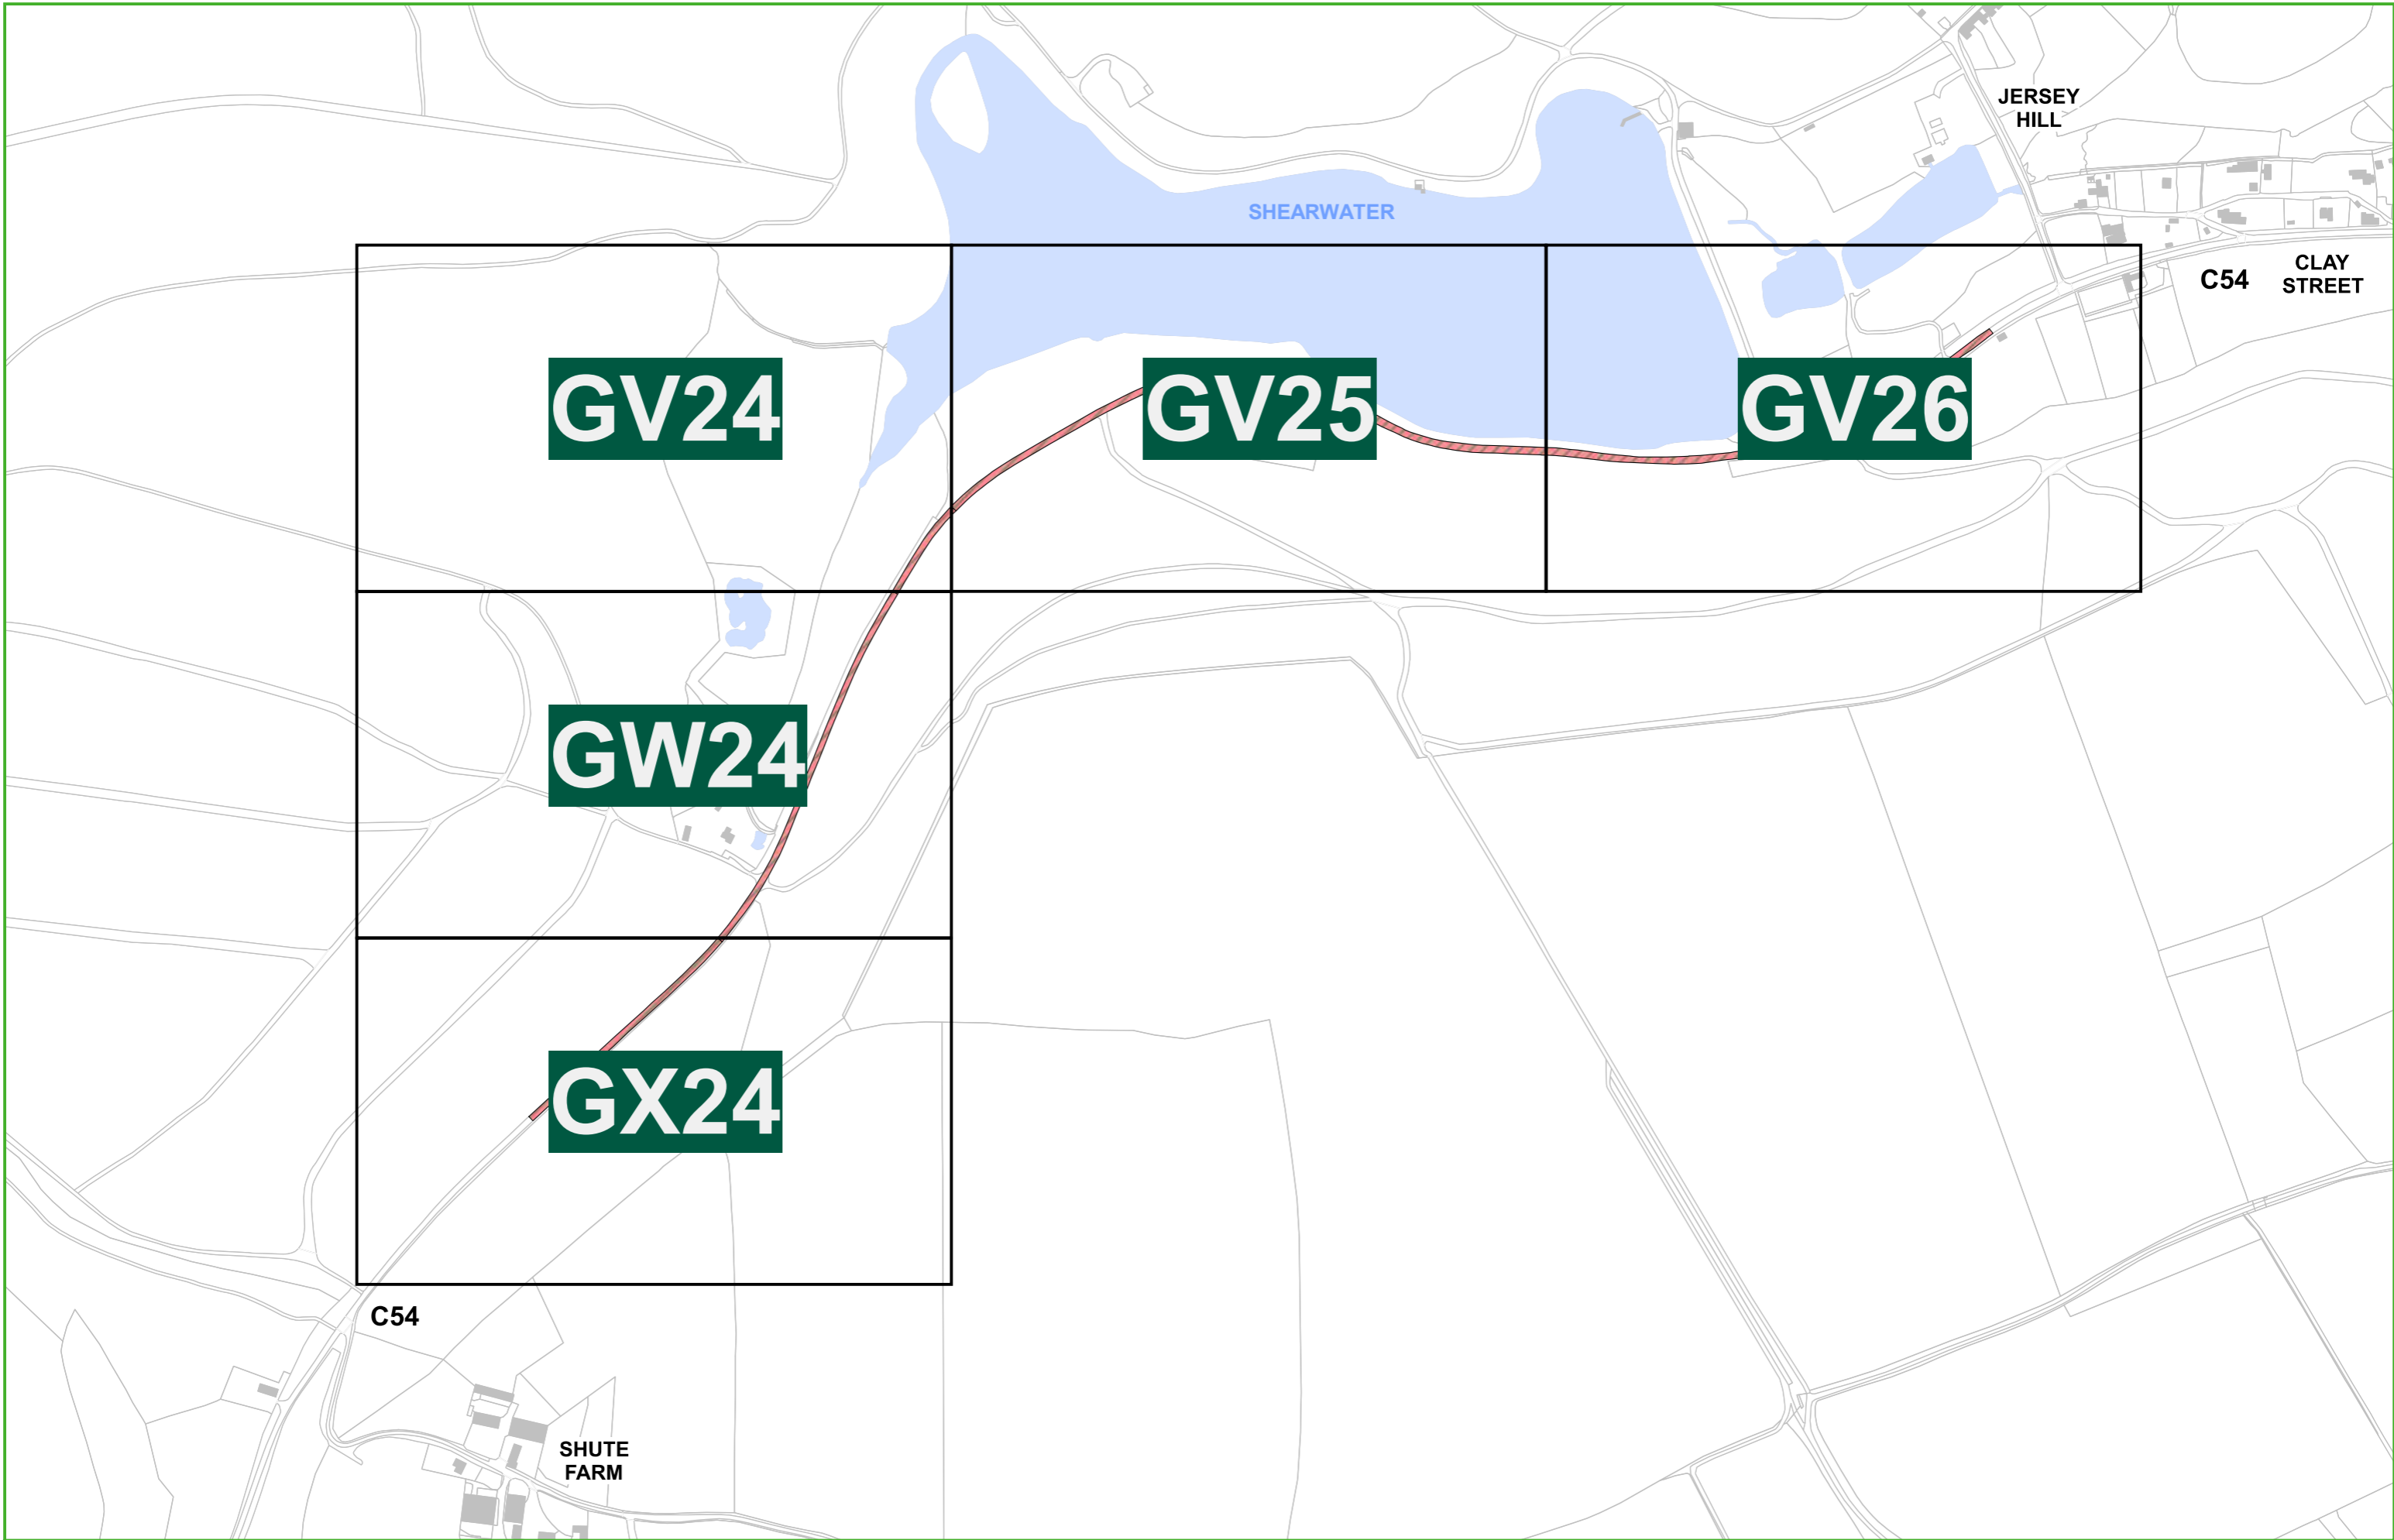 JERSEY
HILL
SHEARWATER
C54
CLAY
STREET
GV24
GV25
GV26
GW24
GX24
C54
SHUTE
FARM